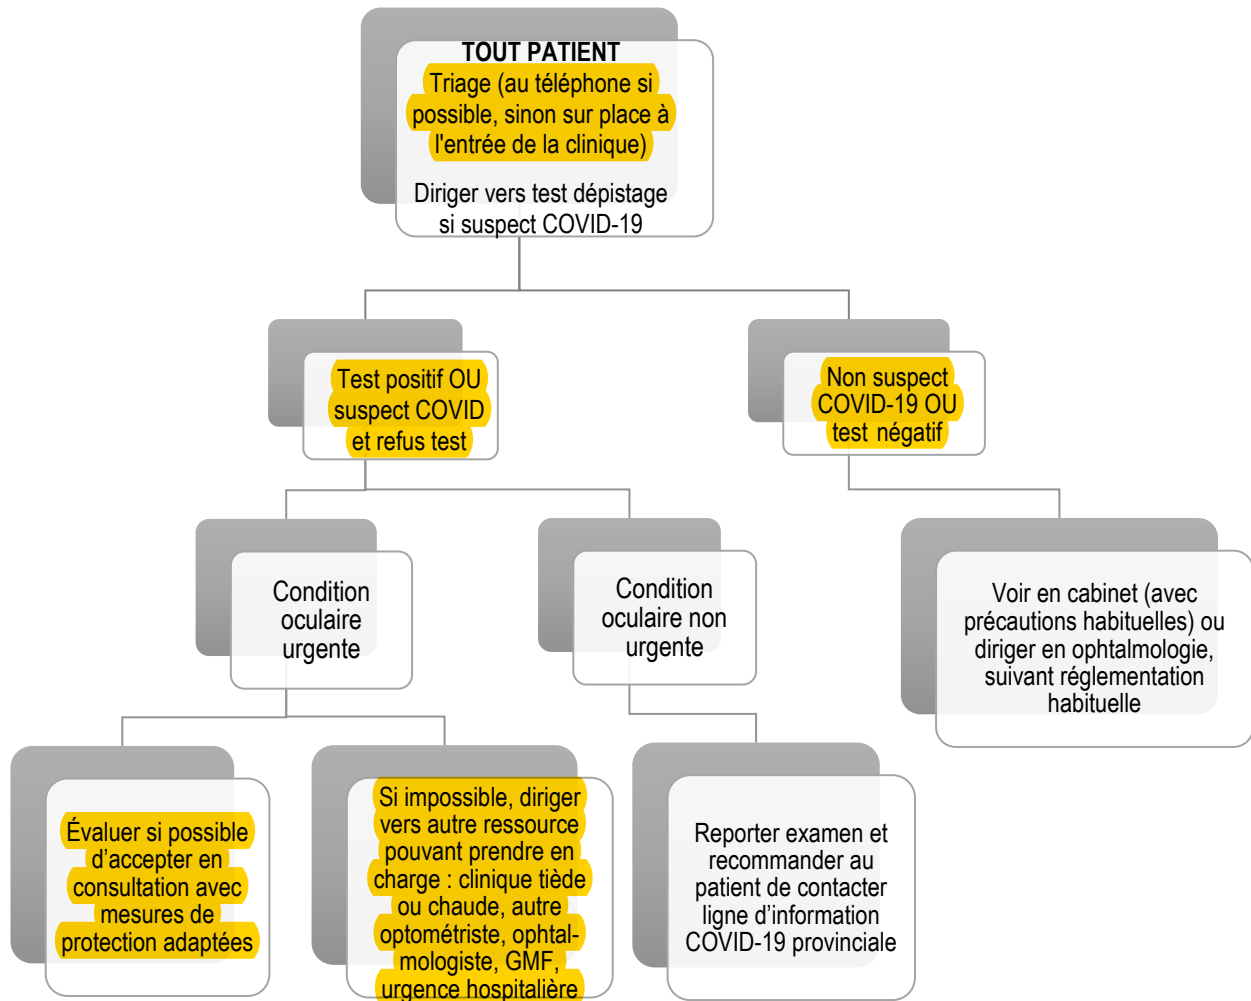 TOUT PATIENT
Triage (au téléphone si
possible, sinon sur place à
l'entrée de la clinique)
Diriger vers test dépistage
si suspect COVID-19
Test positif OU
suspect COVID
et refus test
Non suspect
COVID-19 OU
test négatif
Condition
oculaire
urgente
Condition
oculaire non
urgente
Voir en cabinet (avec
précautions habituelles) ou
diriger en ophtalmologie,
suivant réglementation
habituelle
Évaluer si possible
d’accepter en
consultation avec
mesures de
protection adaptées
Si impossible, diriger
vers autre ressource
pouvant prendre en
charge : clinique tiède
ou chaude, autre
optométriste, ophtal-
mologiste, GMF,
urgence hospitalière
Reporter examen et
recommander au
patient de contacter
ligne d’information
COVID-19 provinciale